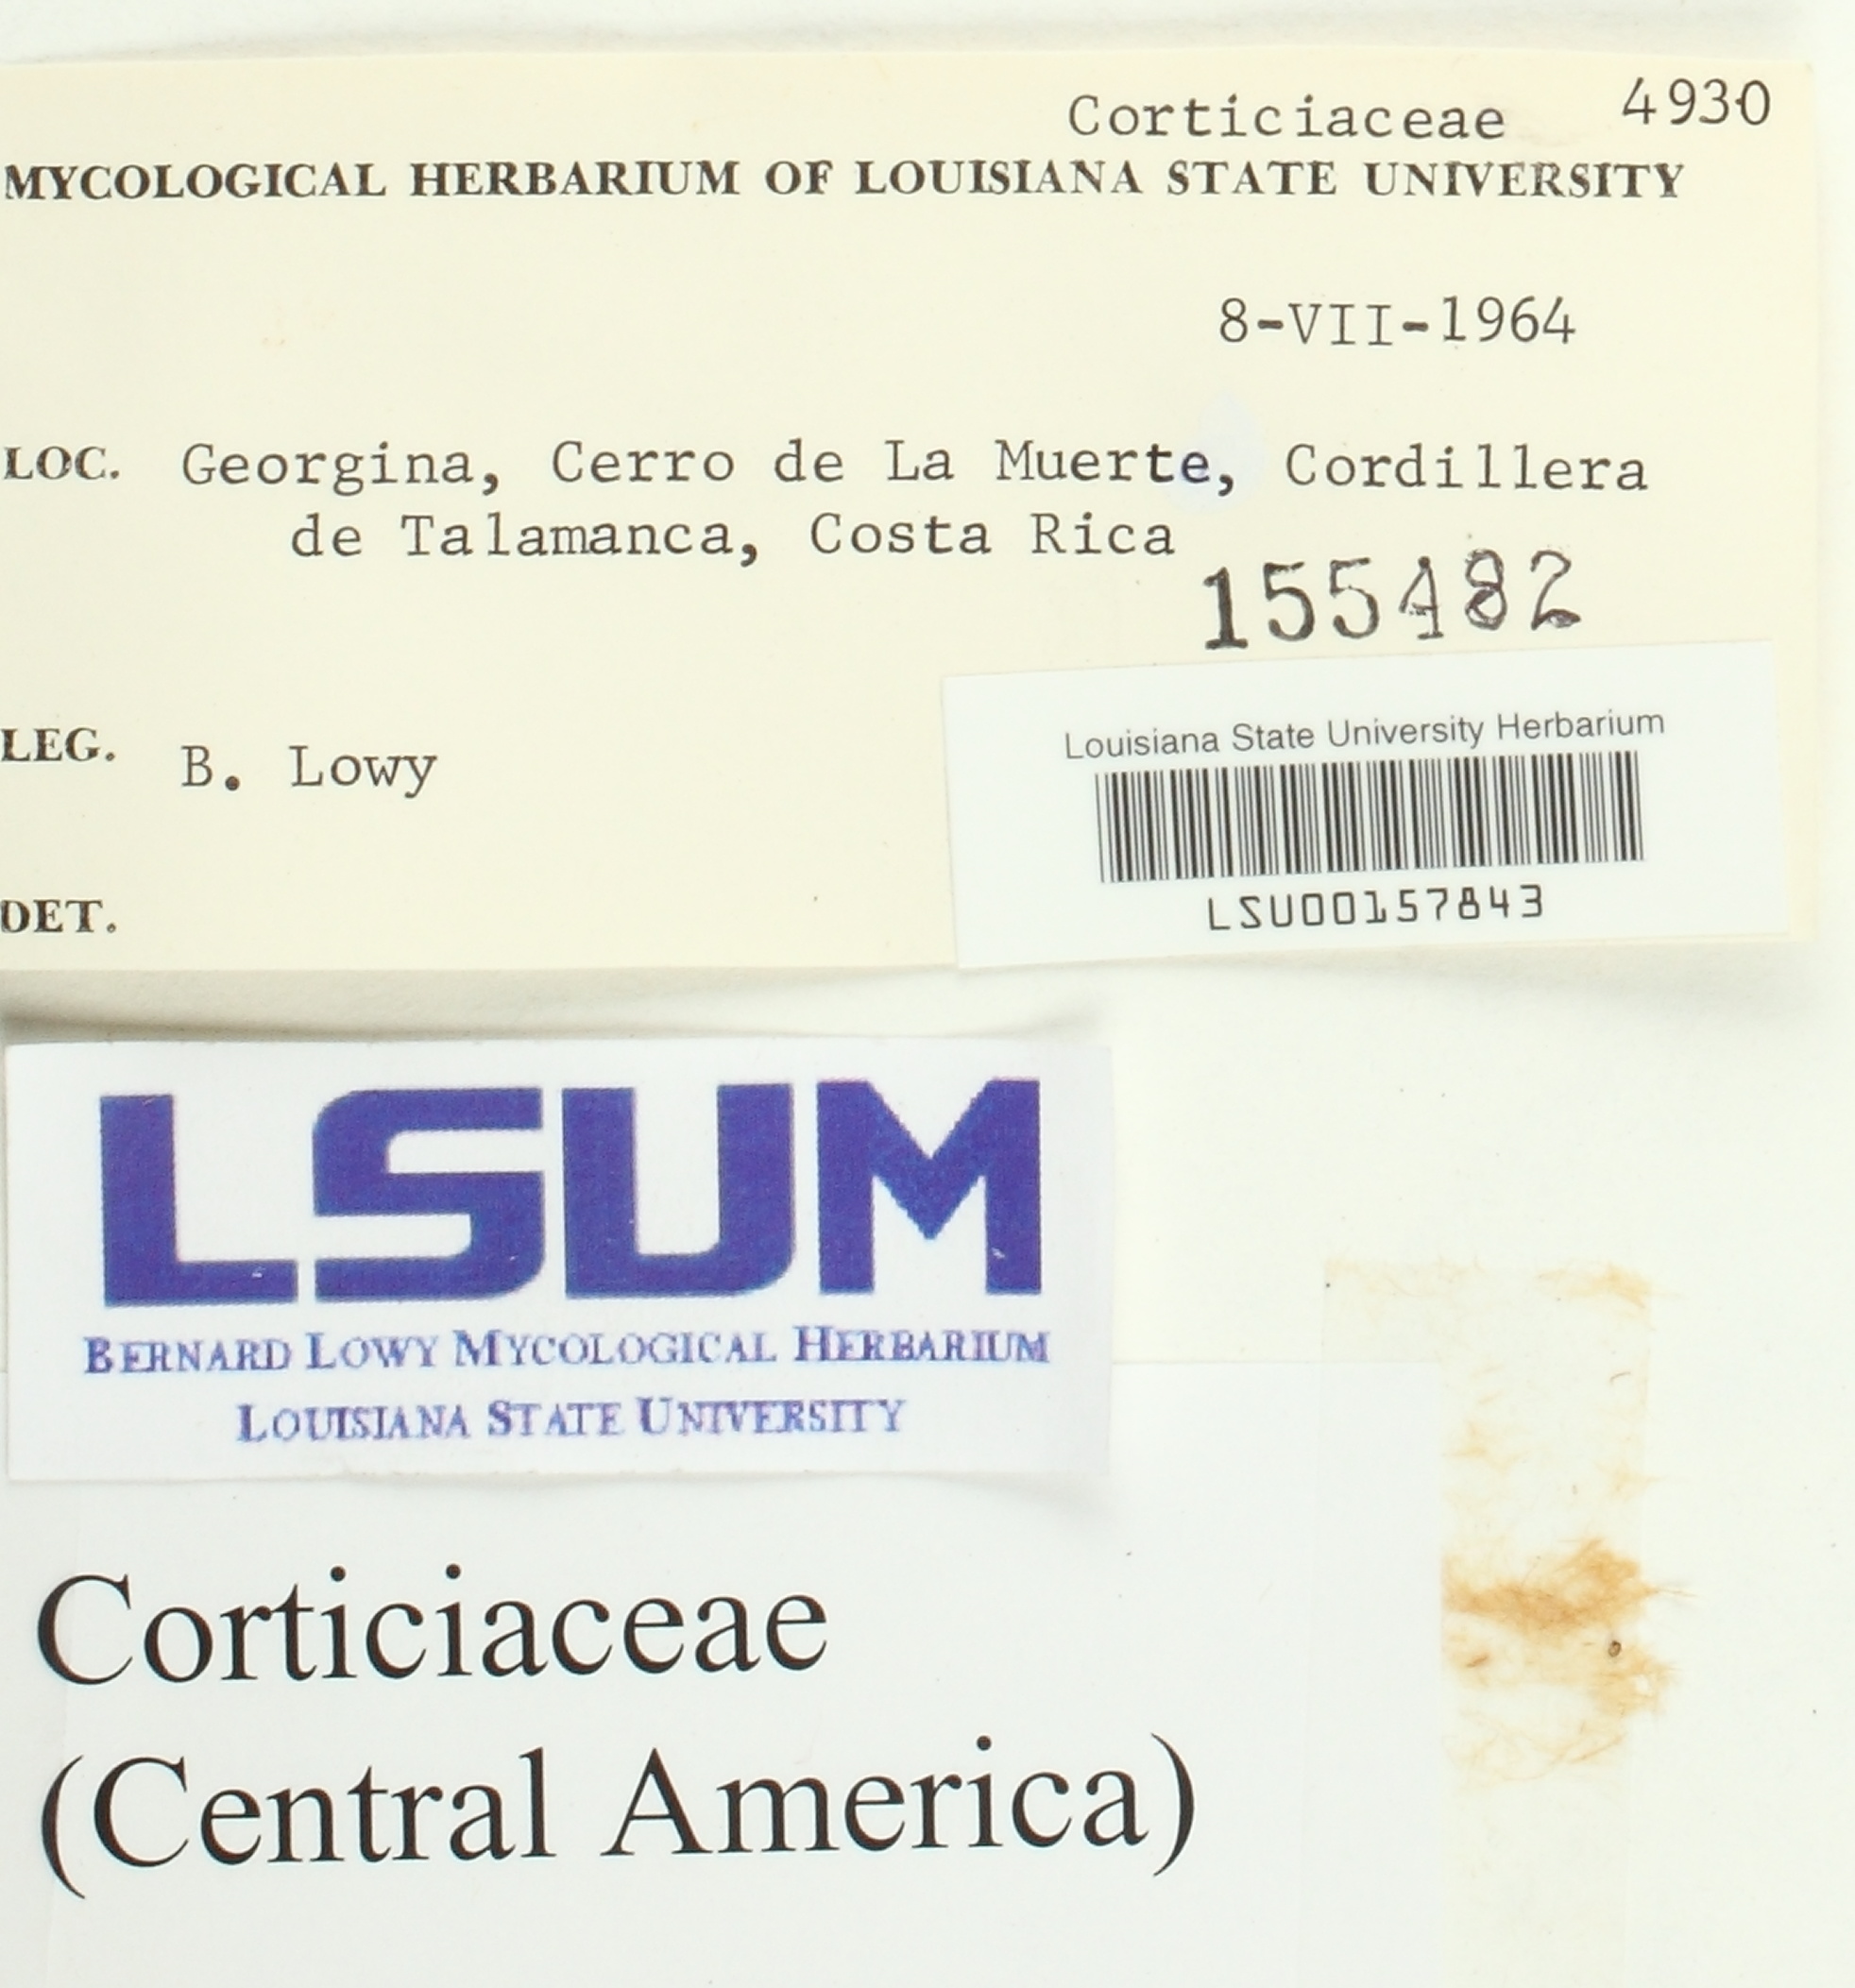 Corticiaceae 4930
MYCOLOGICAL HERBARIUM OF LOUISIANA STATE UNIVERSITY
8-VII-1964
LOC. Georgina, Cerro de La Muerte, Cordillera
de Talamanca, Costa Rica
155482
LEG. B. Lowy
Louisiana State University Herbarium
LSU00157843
DET.
LSUM
BERNARD LOWY MYCOLOGICAL HERBARIUM
LOUISIANA STATE UNIVERSITY
Corticiaceae
(Central America)